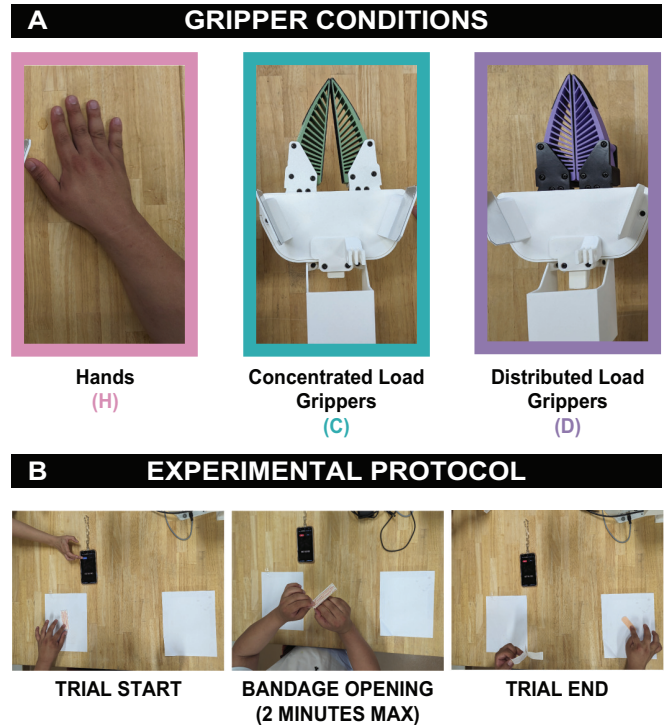 A GRIPPER CONDITIONS
Hands
(H)
Concentrated Load
Grippers
(C)
Distributed Load
Grippers
(D)
B EXPERIMENTAL PROTOCOL
TRIAL START
BANDAGE OPENING
(2 MINUTES MAX)
TRIAL END